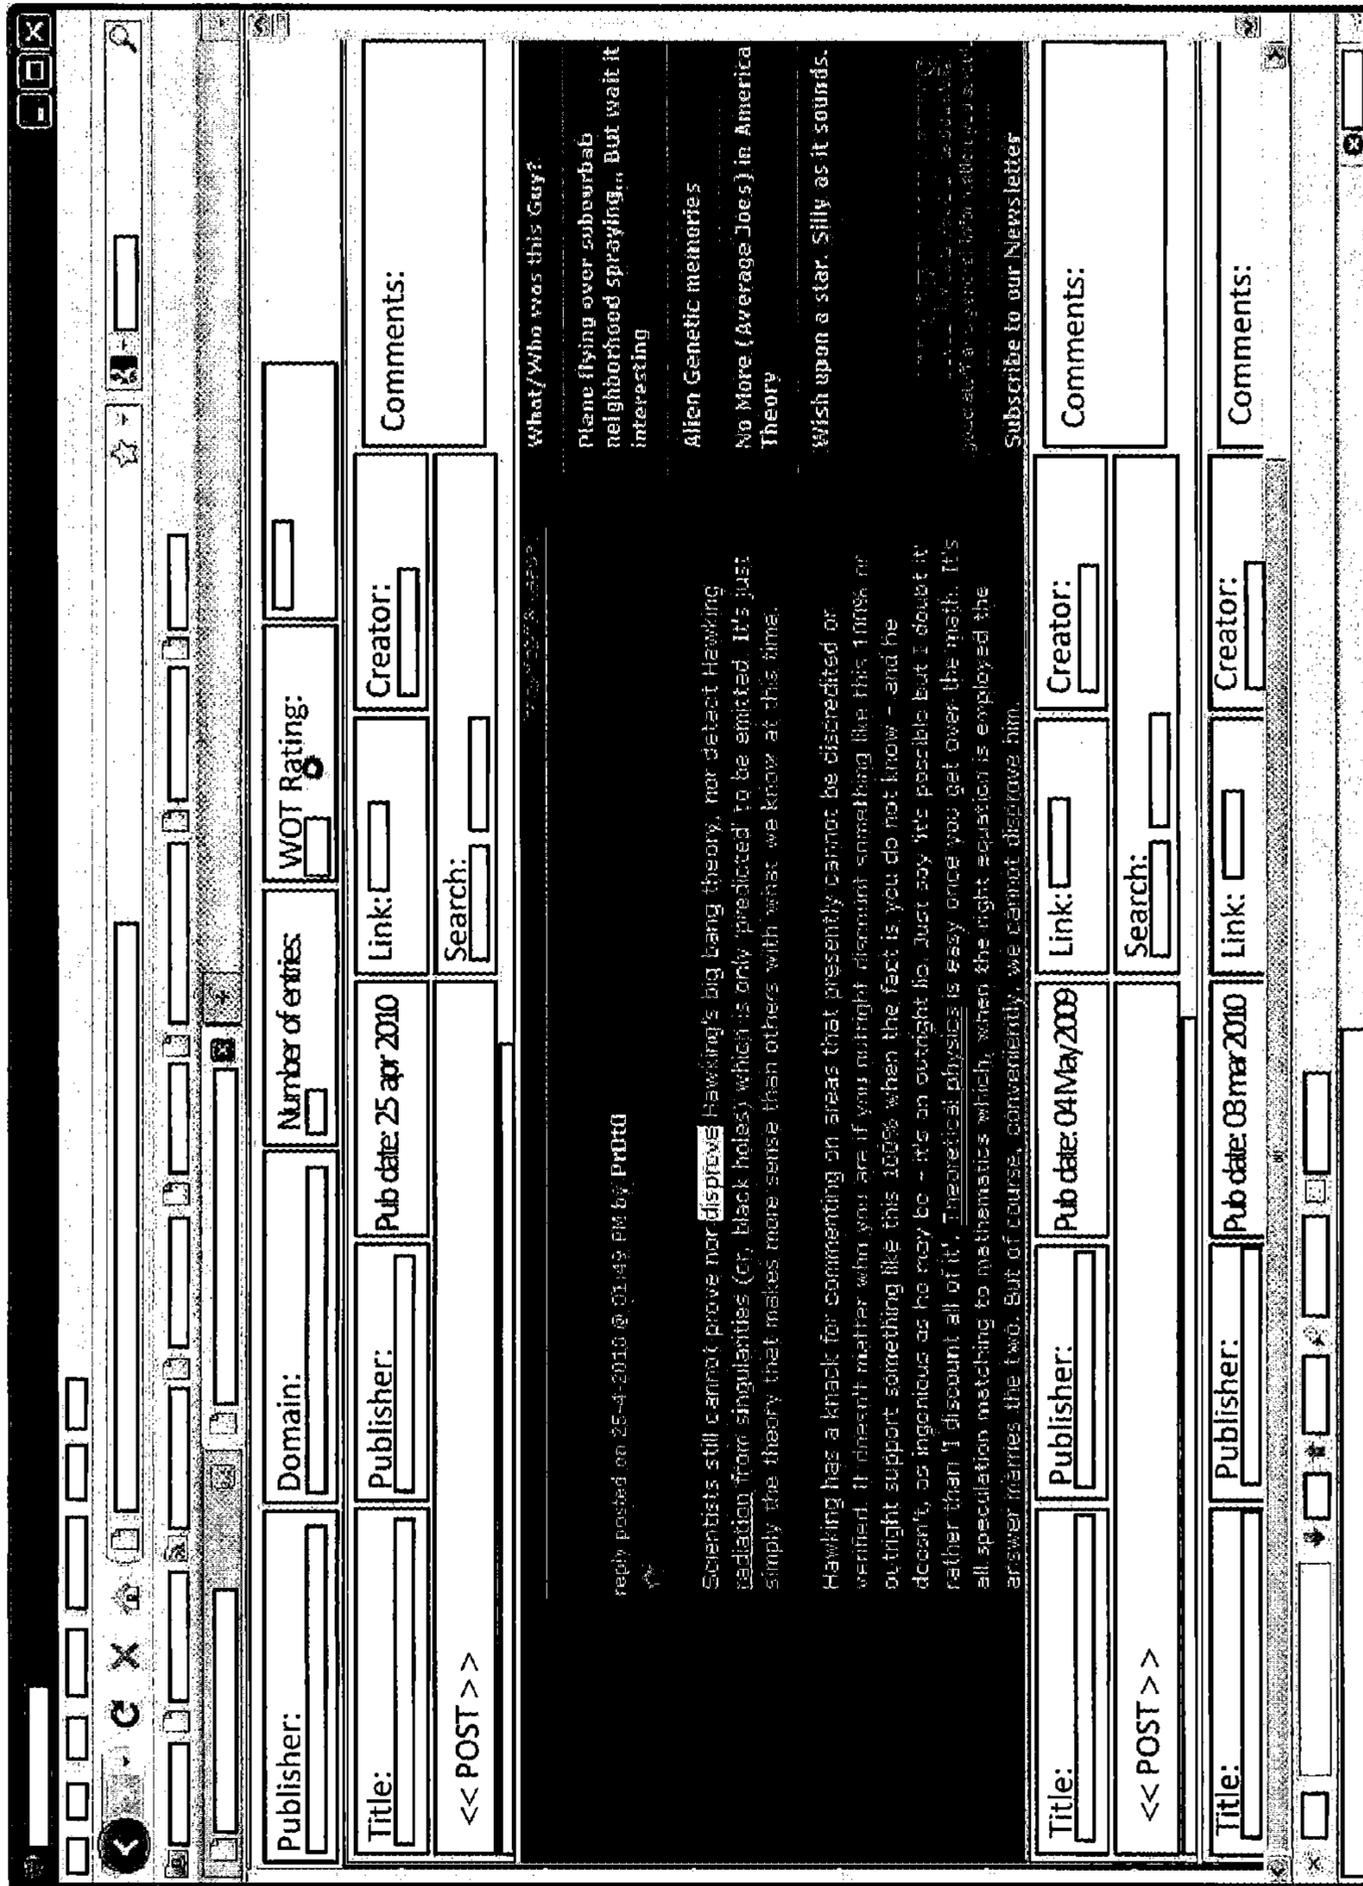 Publisher:
Domain:
Number of entries:
WOT Rating:
Title:
Publisher:
Pub date: 25 apr 2010
Link:
Creator:
Comments:
<< POST >>
Search:
reply posted on 25-4-2010 @ 01:49 PM by Pr0t0
Scientists still cannot prove nor disprove Hawking's big bang theory, nor detect Hawking
radiation from singularities (or, black holes) which is only 'predicted' to be emitted. It's just
simply the theory that makes more sense than others with what we know at this time.
Hawking has a knack for commenting on areas that presently cannot be discredited or
verified. It doesn't matter who you are if you outright discount something like this 100% or
outright support something like this 100% when the fact is you do not know - and he
doesn't, as ingenious as he may be - it's an outright lie. Just say 'it's possible but I doubt it'
rather than 'I discount all of it'. Theoretical physics is easy once you get over the math. It's
all speculation matching to mathematics which, when the right equation is employed the
answer marries the two. But of course, conveniently, we cannot disprove him.
What/Who was this Guy?
Plane flying over subourbab
neighborhood spraying... But wait it
interesting
Alien Genetic memories
No More (Average Joes) in America
Theory
Wish upon a star. Silly as it sounds.
Subscribe to our Newsletter
Title:
Publisher:
Pub date: 04 May 2009
Link:
Creator:
Comments:
<< POST >>
Search:
Title:
Publisher:
Pub date: 03 mar 2010
Link:
Creator:
Comments: